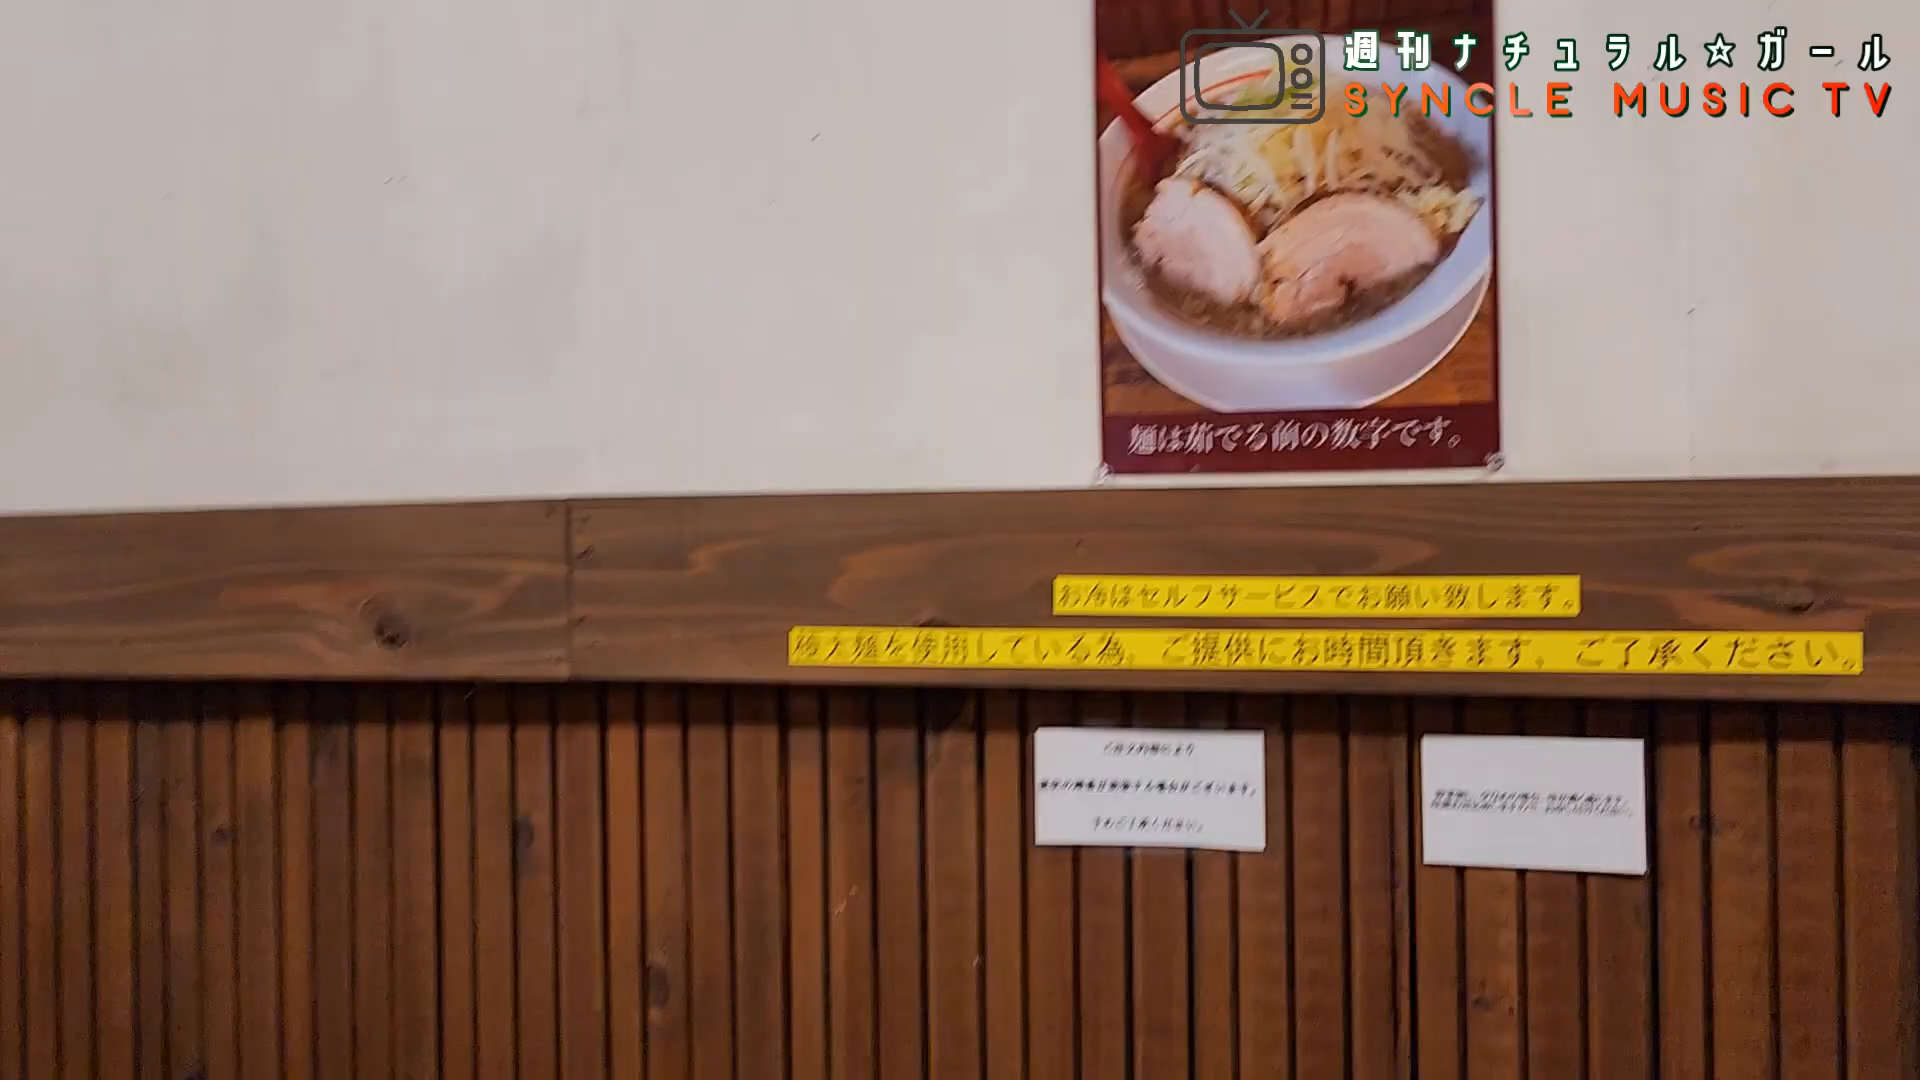 週刊ナチュラル☆ガール
SYNCLE MUSIC TV
麺は茹でる前の数字です。
お水はセルフサービスでお願い致します。
極太麺を使用している為、ご提供にお時間頂きます。ご了承ください。